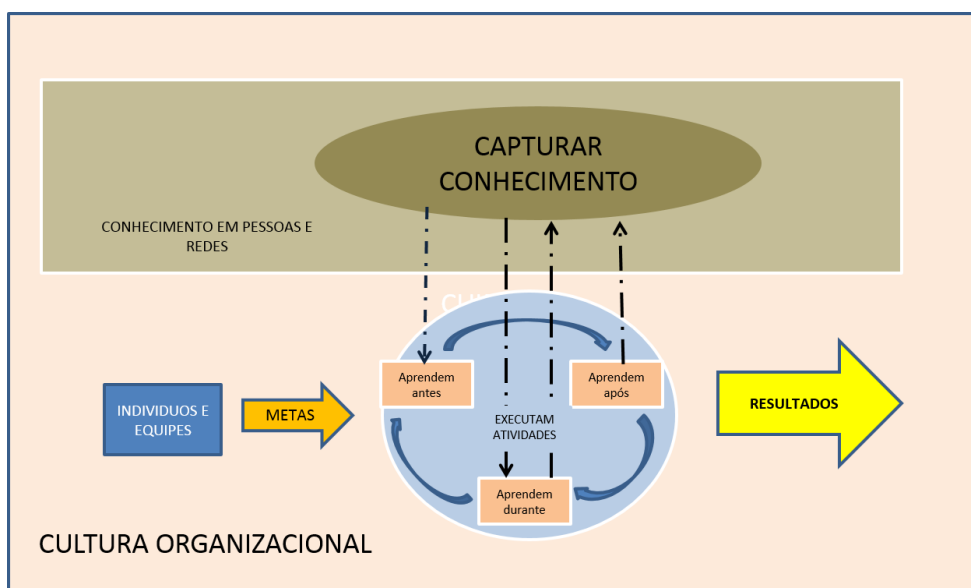 CAPTURAR
CONHECIMENTO
CONHECIMENTO EM PESSOAS E
REDES
Aprendem
antes
Aprendem
após
INDIVIDUOS E
EQUIPES
METAS
EXECUTAM
ATIVIDADES
RESULTADOS
Aprendem
durante
CULTURA ORGANIZACIONAL